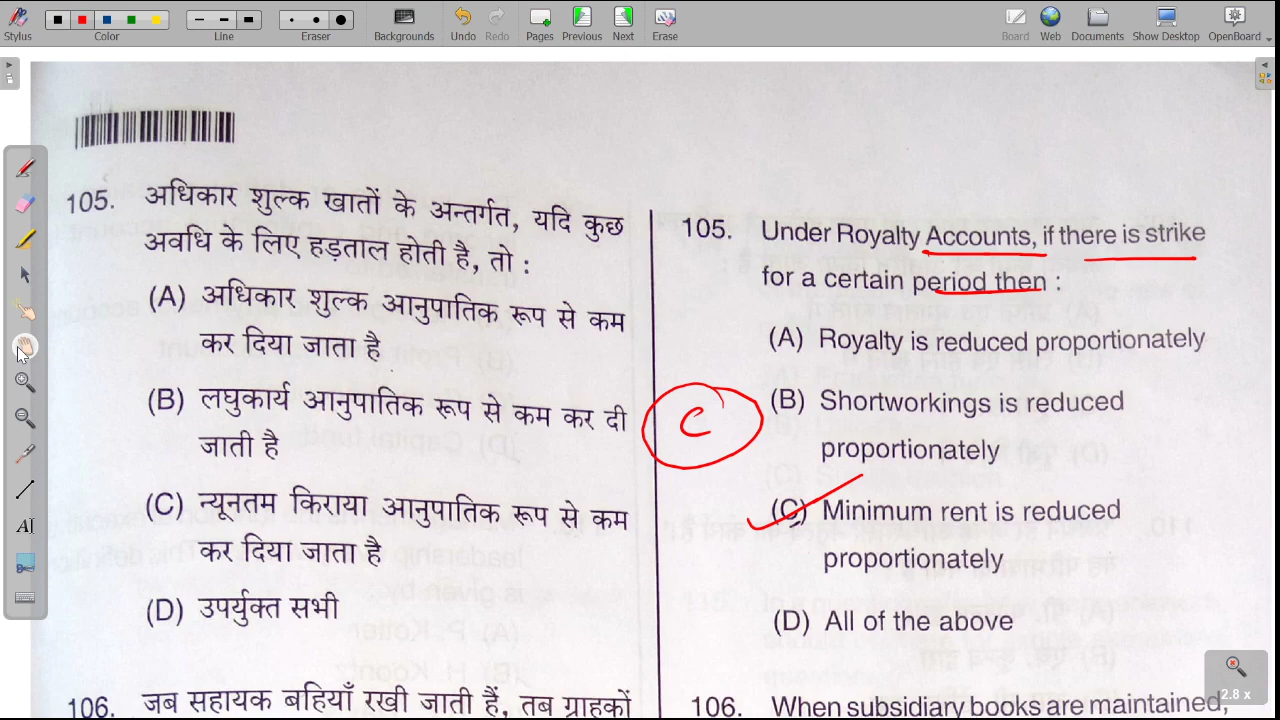 Stylus
Color
Line
Eraser
Backgrounds
Undo
Redo
Pages
Previous
Next
Erase
Board
Web
Documents
Show Desktop
OpenBoard
105. अधिकार शुल्क खातों के अन्तर्गत, यदि कुछ
अवधि के लिए हड़ताल होती है, तो :
(A) अधिकार शुल्क आनुपातिक रूप से कम
कर दिया जाता है
(B) लघुकार्य आनुपातिक रूप से कम कर दी
जाती है
(C) न्यूनतम किराया आनुपातिक रूप से कम
कर दिया जाता है
(D) उपर्युक्त सभी
106. जब सहायक बहियाँ रखी जाती हैं, तब ग्राहकों
C
105. Under Royalty Accounts, if there is strike
for a certain period then :
(A) Royalty is reduced proportionately
(B) Shortworkings is reduced
proportionately
(C) Minimum rent is reduced
proportionately
(D) All of the above
106. When subsidiary books are maintained,
AI
2.8 x